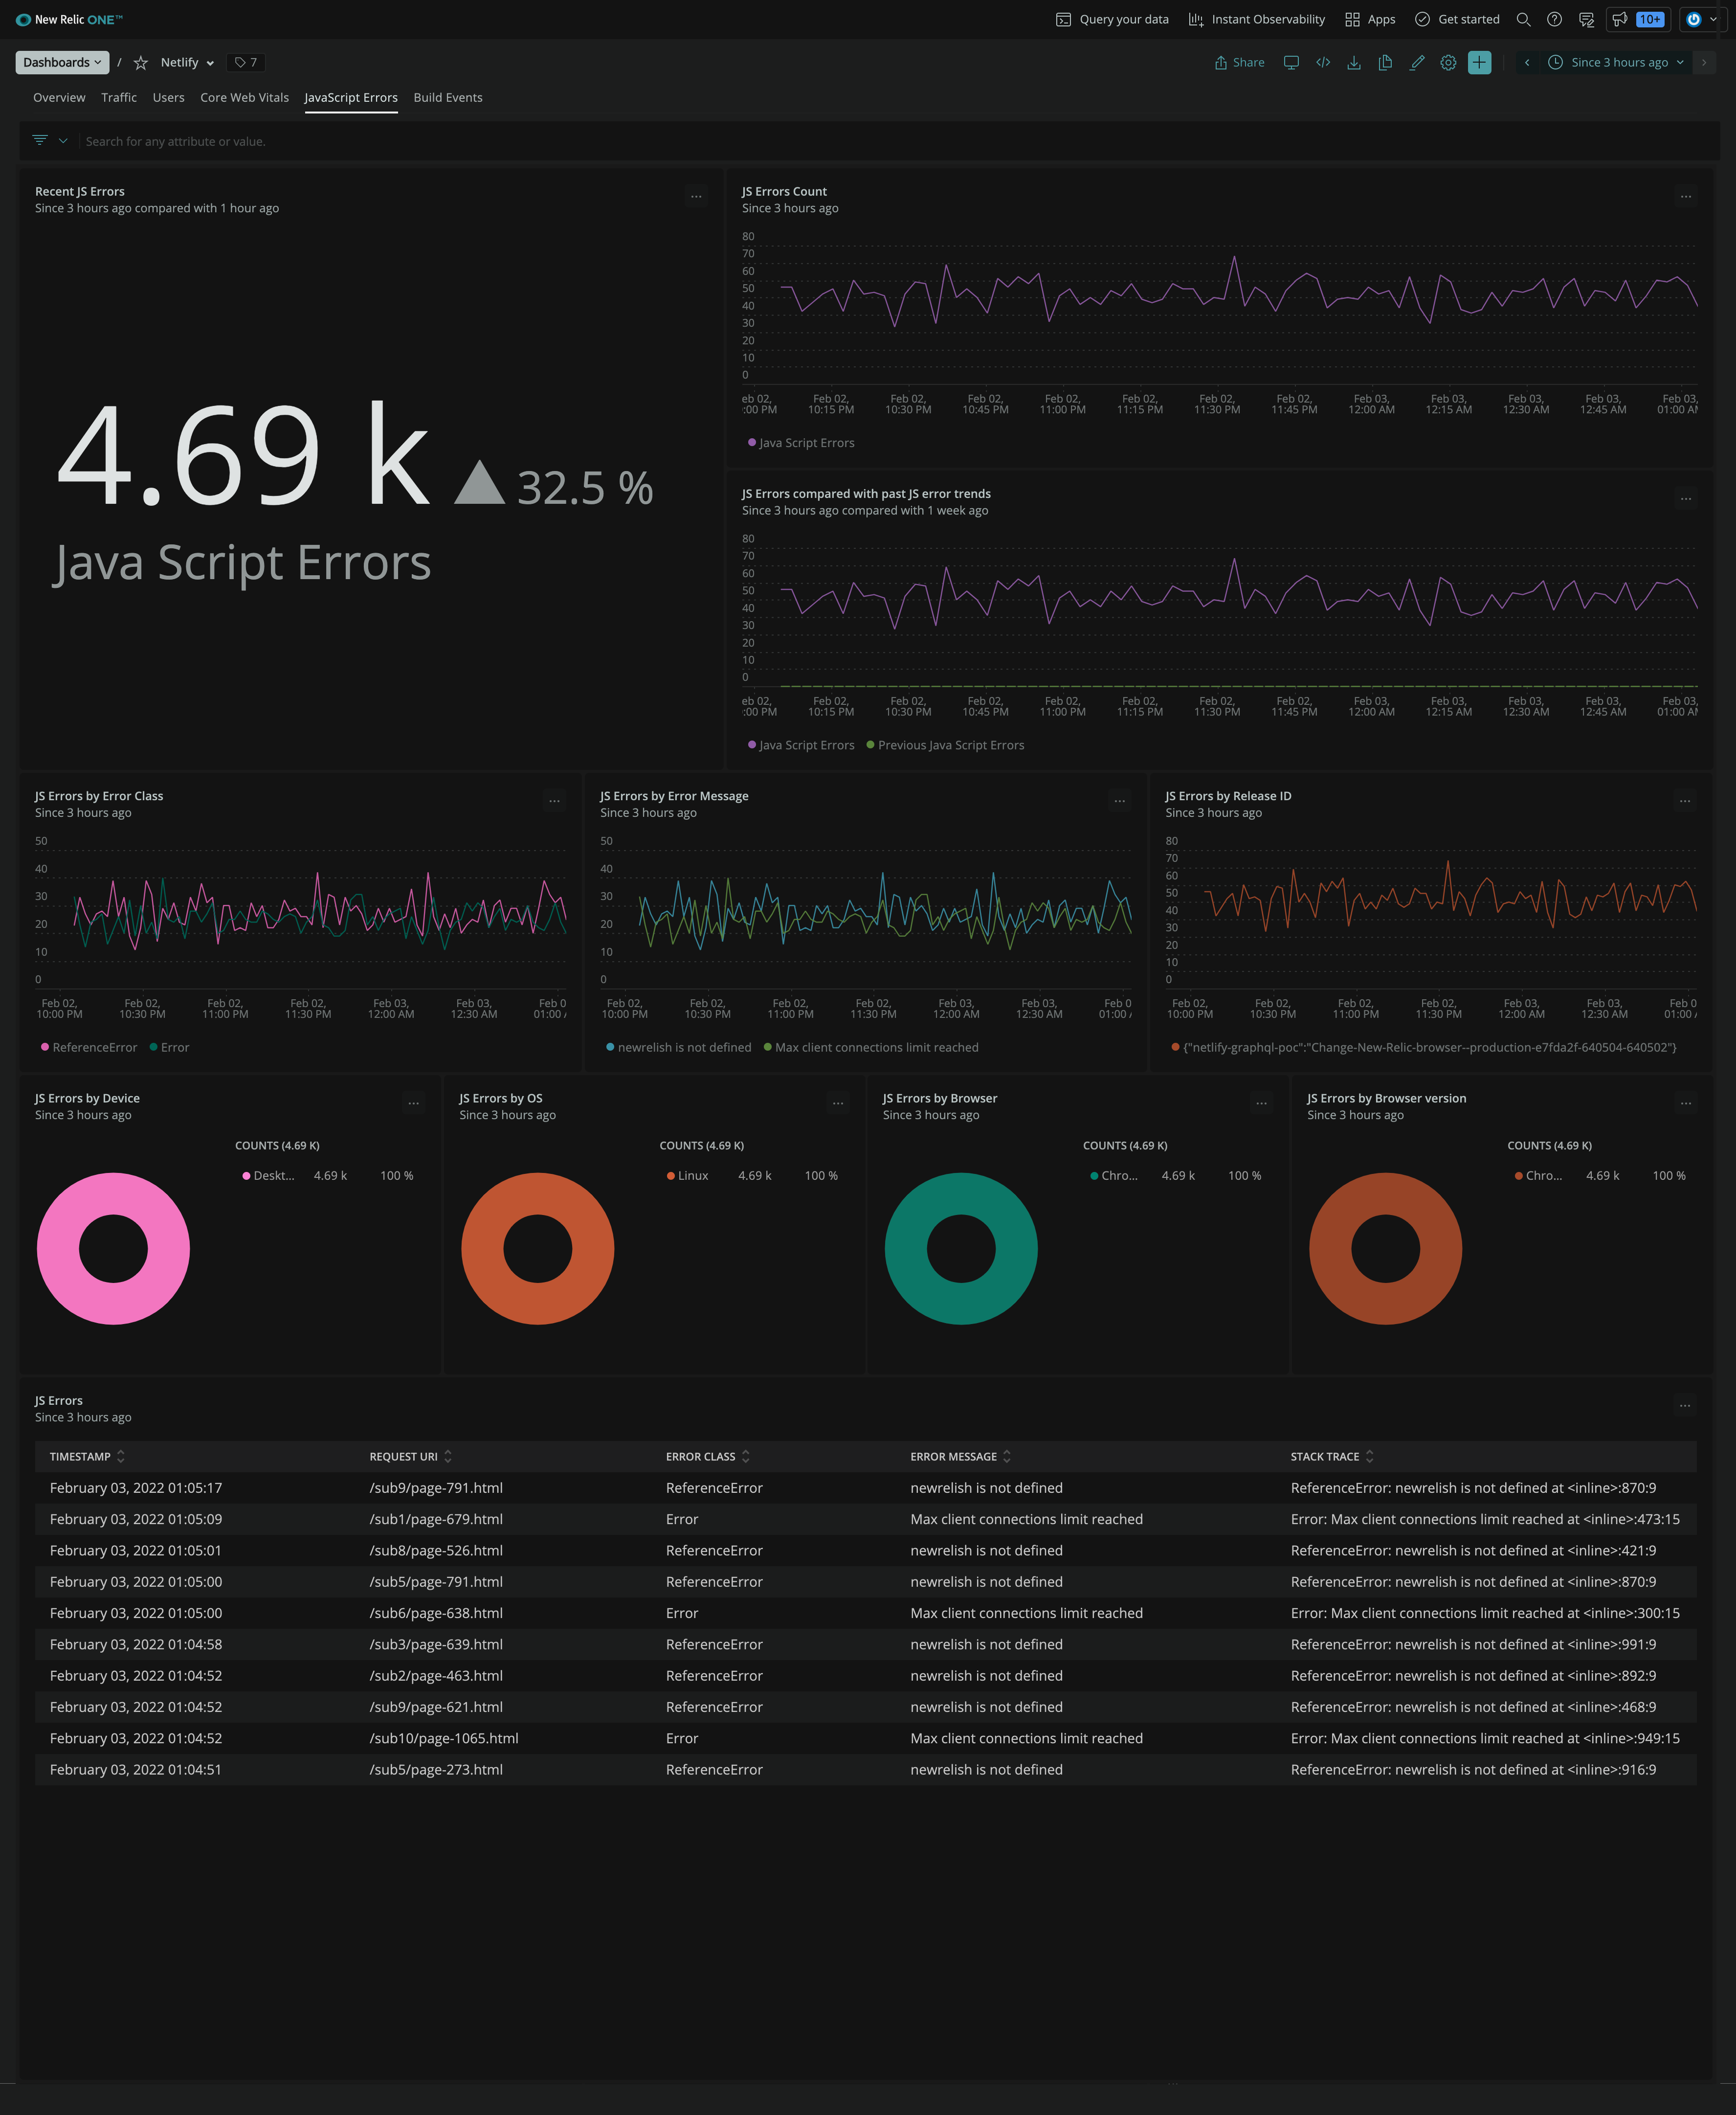 New Relic ONE™
Query your data
Instant Observability
Apps
Get started
10+
Dashboards / Netlify 7
Share
Since 3 hours ago
Overview Traffic Users Core Web Vitals JavaScript Errors Build Events
Search for any attribute or value.
Recent JS Errors
Since 3 hours ago compared with 1 hour ago
4.69 k 32.5 %
Java Script Errors
JS Errors Count
Since 3 hours ago
80
70
60
50
40
30
20
10
0
eb 02, Feb 02, Feb 02, Feb 02, Feb 02, Feb 02, Feb 02, Feb 02, Feb 03, Feb 03, Feb 03, Feb 03, Feb 03,
:00 PM 10:15 PM 10:30 PM 10:45 PM 11:00 PM 11:15 PM 11:30 PM 11:45 PM 12:00 AM 12:15 AM 12:30 AM 12:45 AM 01:00 AM
Java Script Errors
JS Errors compared with past JS error trends
Since 3 hours ago compared with 1 week ago
80
70
60
50
40
30
20
10
0
eb 02, Feb 02, Feb 02, Feb 02, Feb 02, Feb 02, Feb 02, Feb 02, Feb 03, Feb 03, Feb 03, Feb 03, Feb 03,
:00 PM 10:15 PM 10:30 PM 10:45 PM 11:00 PM 11:15 PM 11:30 PM 11:45 PM 12:00 AM 12:15 AM 12:30 AM 12:45 AM 01:00 AM
Java Script Errors Previous Java Script Errors
JS Errors by Error Class
Since 3 hours ago
50
40
30
20
10
0
Feb 02, Feb 02, Feb 02, Feb 02, Feb 03, Feb 03, Feb 0
10:00 PM 10:30 PM 11:00 PM 11:30 PM 12:00 AM 12:30 AM 01:00
ReferenceError Error
JS Errors by Error Message
Since 3 hours ago
50
40
30
20
10
0
Feb 02, Feb 02, Feb 02, Feb 02, Feb 03, Feb 03, Feb 0
10:00 PM 10:30 PM 11:00 PM 11:30 PM 12:00 AM 12:30 AM 01:00
newrelish is not defined Max client connections limit reached
JS Errors by Release ID
Since 3 hours ago
80
70
60
50
40
30
20
10
0
Feb 02, Feb 02, Feb 02, Feb 02, Feb 03, Feb 03, Feb 0
10:00 PM 10:30 PM 11:00 PM 11:30 PM 12:00 AM 12:30 AM 01:00
{"netlify-graphql-poc":"Change-New-Relic-browser--production-e7fda2f-640504-640502"}
JS Errors by Device
Since 3 hours ago
COUNTS (4.69 K)
Deskt... 4.69 k 100 %
JS Errors by OS
Since 3 hours ago
COUNTS (4.69 K)
Linux 4.69 k 100 %
JS Errors by Browser
Since 3 hours ago
COUNTS (4.69 K)
Chro... 4.69 k 100 %
JS Errors by Browser version
Since 3 hours ago
COUNTS (4.69 K)
Chro... 4.69 k 100 %
JS Errors
Since 3 hours ago
TIMESTAMP REQUEST URI ERROR CLASS ERROR MESSAGE STACK TRACE
February 03, 2022 01:05:17 /sub9/page-791.html ReferenceError newrelish is not defined ReferenceError: newrelish is not defined at <inline>:870:9
February 03, 2022 01:05:09 /sub1/page-679.html Error Max client connections limit reached Error: Max client connections limit reached at <inline>:473:15
February 03, 2022 01:05:01 /sub8/page-526.html ReferenceError newrelish is not defined ReferenceError: newrelish is not defined at <inline>:421:9
February 03, 2022 01:05:00 /sub5/page-791.html ReferenceError newrelish is not defined ReferenceError: newrelish is not defined at <inline>:870:9
February 03, 2022 01:05:00 /sub6/page-638.html Error Max client connections limit reached Error: Max client connections limit reached at <inline>:300:15
February 03, 2022 01:04:58 /sub3/page-639.html ReferenceError newrelish is not defined ReferenceError: newrelish is not defined at <inline>:991:9
February 03, 2022 01:04:52 /sub2/page-463.html ReferenceError newrelish is not defined ReferenceError: newrelish is not defined at <inline>:892:9
February 03, 2022 01:04:52 /sub9/page-621.html ReferenceError newrelish is not defined ReferenceError: newrelish is not defined at <inline>:468:9
February 03, 2022 01:04:52 /sub10/page-1065.html Error Max client connections limit reached Error: Max client connections limit reached at <inline>:949:15
February 03, 2022 01:04:51 /sub5/page-273.html ReferenceError newrelish is not defined ReferenceError: newrelish is not defined at <inline>:916:9